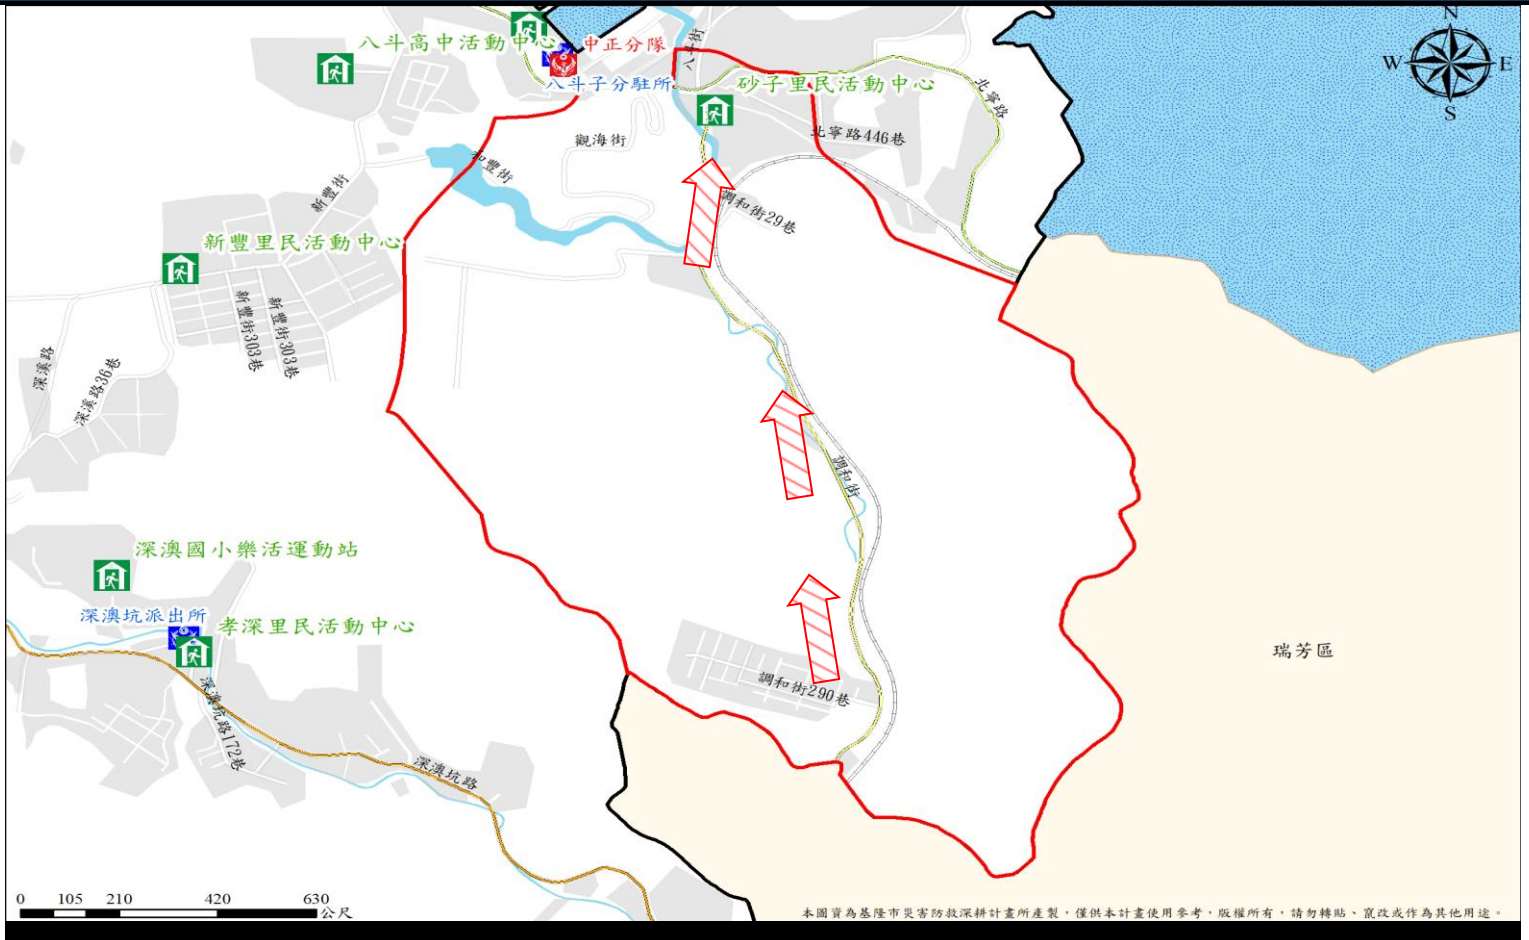 N
W
E
S
八斗高中活動中心
中正分隊
八斗街
八斗子分駐所
砂子里民活動中心
北寧路
觀海街
北寧路446巷
和豐街
新豐街
調和街29巷
新豐里民活動中心
新豐街303巷
新豐街303巷
深溪路
深溪路36巷
調和街
深澳國小樂活運動站
深澳坑派出所
孝深里民活動中心
瑞芳區
調和街290巷
深澳坑路172巷
深澳坑路
0 105 210 420 630
公尺
本圖資為基隆市災害防救深耕計畫所產製，僅供本計畫使用參考，版權所有，請勿轉貼、竄改或作為其他用途。